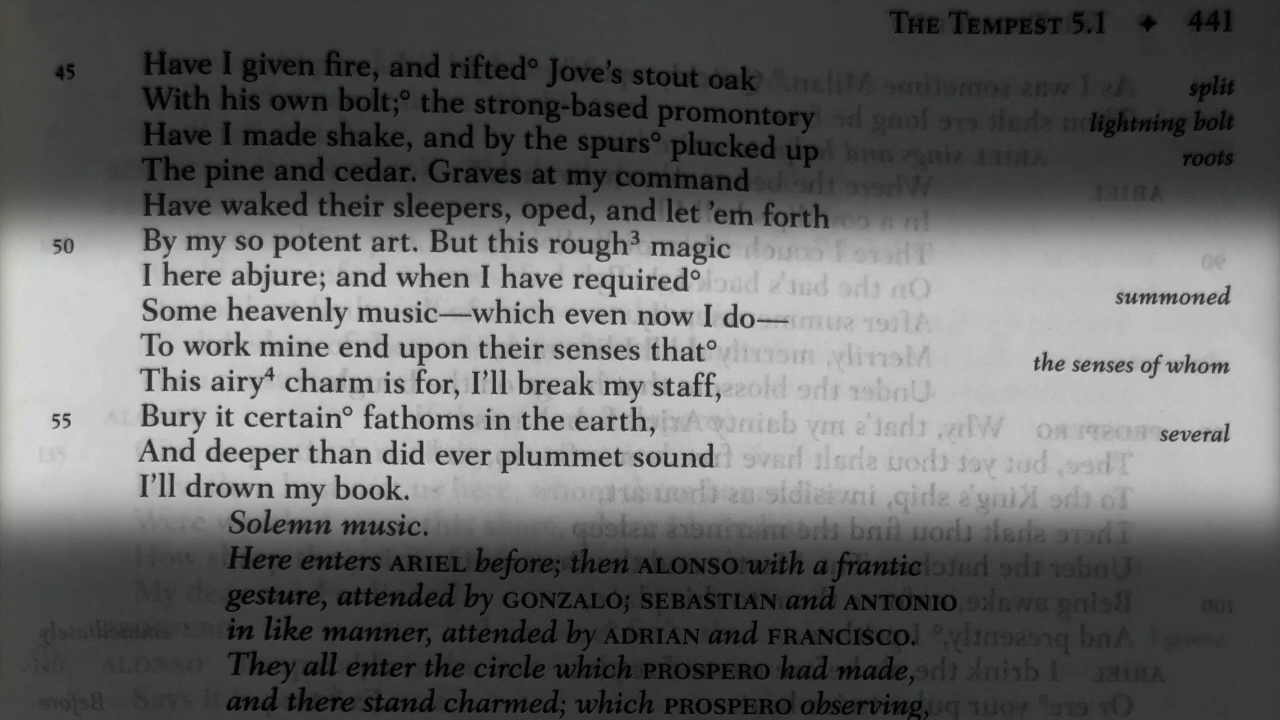 THE TEMPEST 5.1 ✦ 441
45 Have I given fire, and rifted° Jove's stout oak split
With his own bolt;° the strong-based promontory lightning bolt
Have I made shake, and by the spurs° plucked up roots
The pine and cedar. Graves at my command
Have waked their sleepers, oped, and let 'em forth
50 By my so potent art. But this rough³ magic
I here abjure; and when I have required° summoned
Some heavenly music—which even now I do—
To work mine end upon their senses that° the senses of whom
This airy⁴ charm is for, I'll break my staff,
55 Bury it certain° fathoms in the earth, several
And deeper than did ever plummet sound
I'll drown my book.
Solemn music.
Here enters ARIEL before; then ALONSO with a frantic
gesture, attended by GONZALO; SEBASTIAN and ANTONIO
in like manner, attended by ADRIAN and FRANCISCO.
They all enter the circle which PROSPERO had made,
and there stand charmed; which PROSPERO observing,